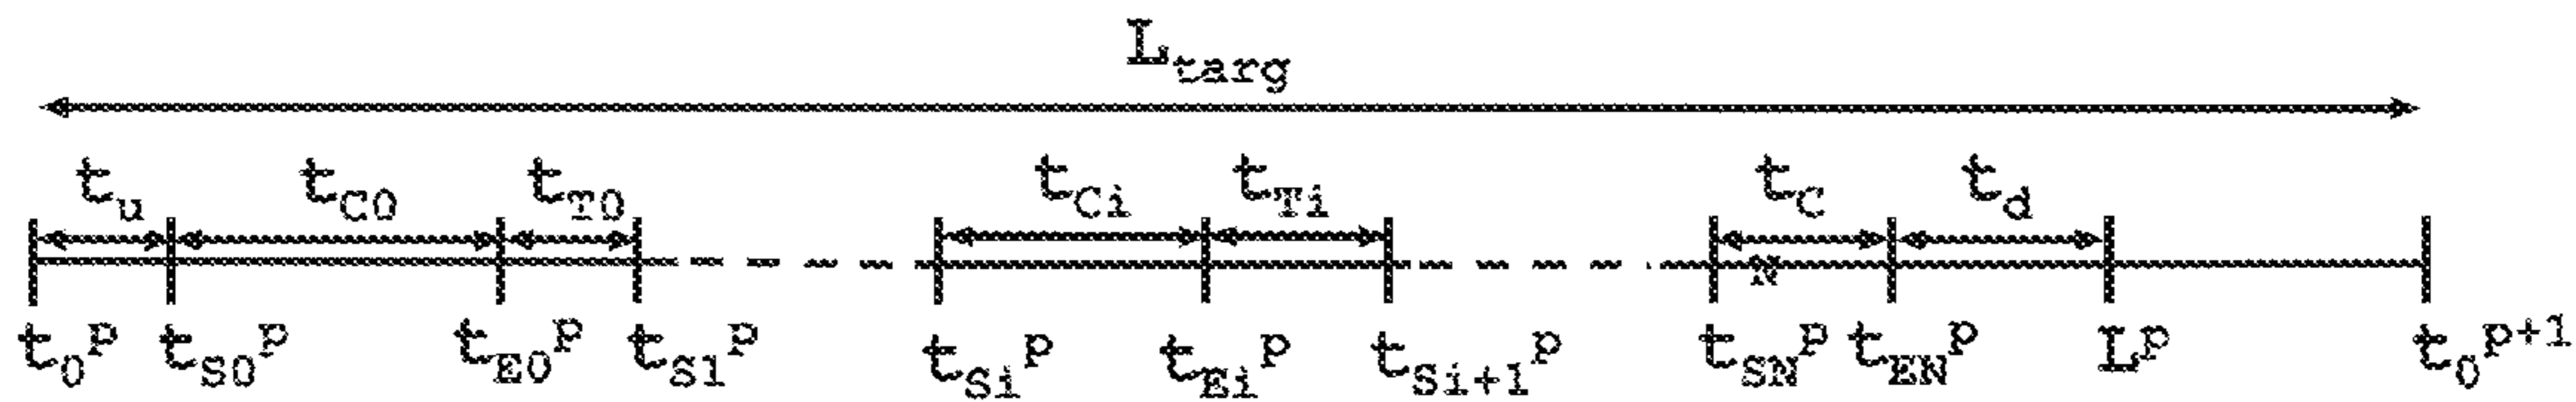 L_targ
t_u t_C0 t_T0 t_Ci t_Ti t_C t_d
N
t_0^p t_S0^p t_E0^p t_S1^p t_Si^p t_Ei^p t_Si+1^p t_SN^p t_EN^p L^p t_0^p+1